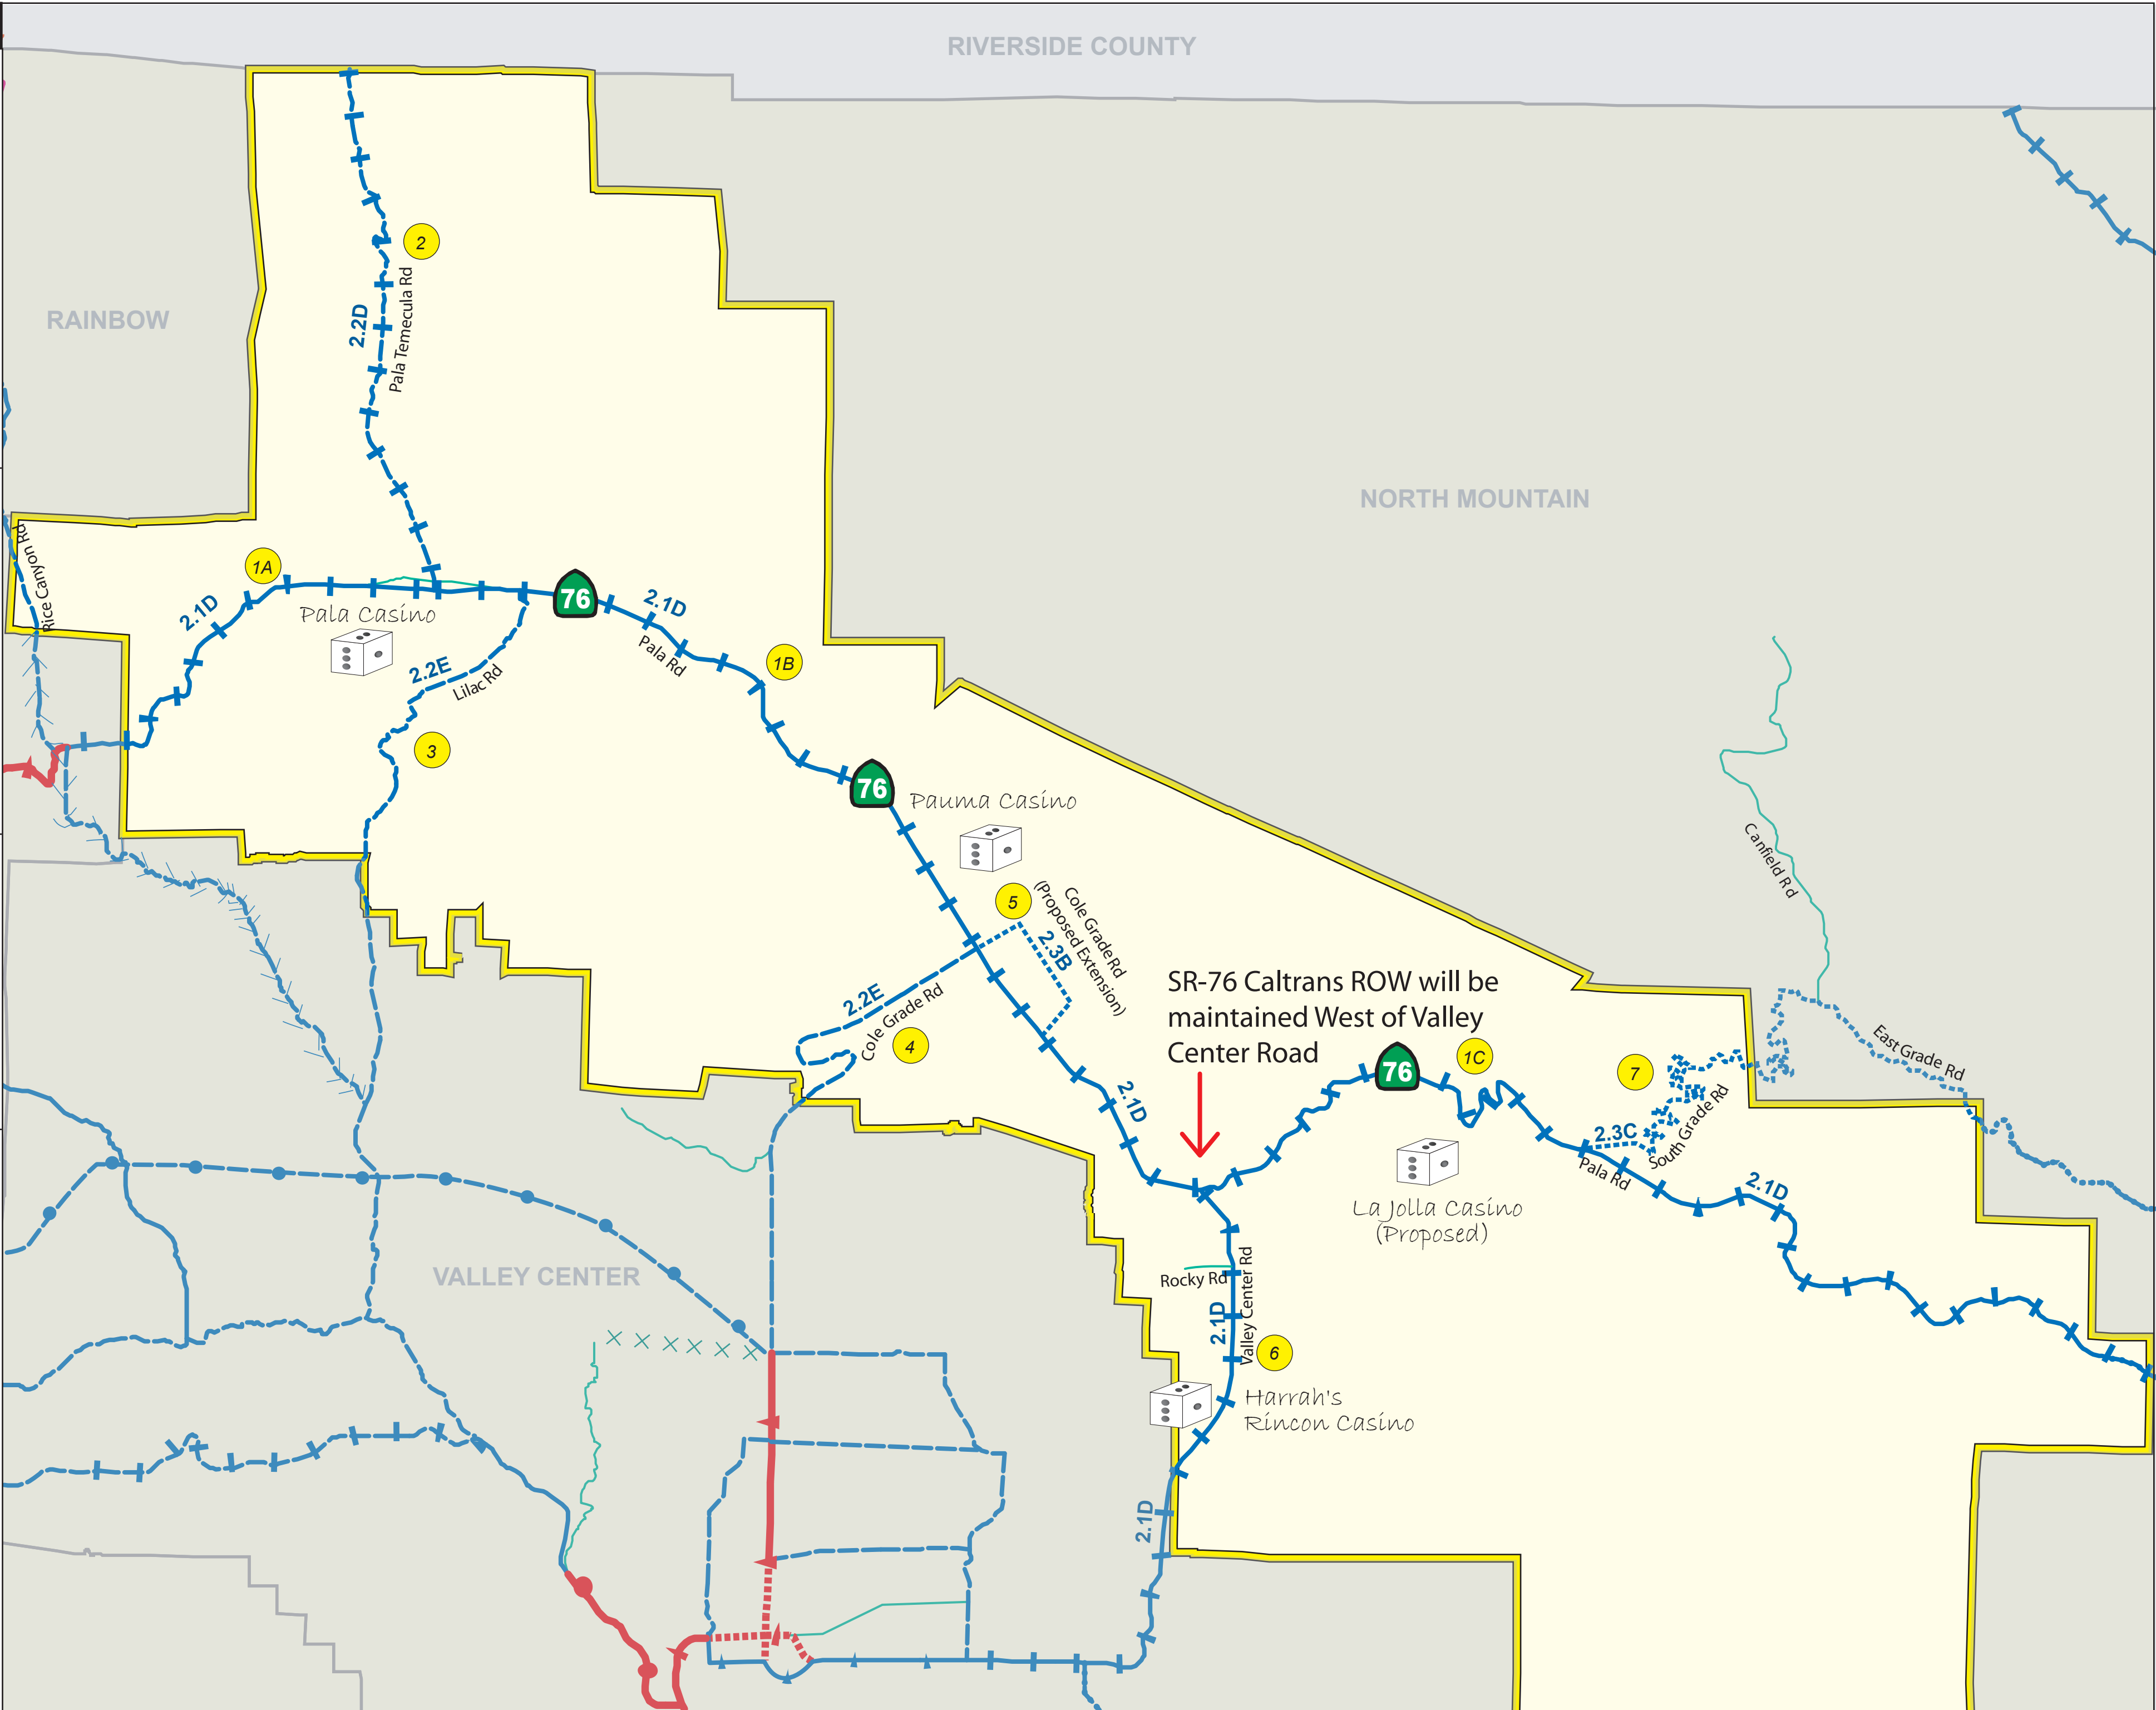 RIVERSIDE COUNTY
RAINBOW
2
2.2D
Pala Temecula Rd
NORTH MOUNTAIN
Rice Canyon Rd
1A
2.1D
Pala Casino
76
2.1D
Pala Rd
1B
2.2E
Lilac Rd
3
76
Pauma Casino
5
Cole Grade Rd
(Proposed Extension)
2.3B
2.2E
Cole Grade Rd
4
Canfield Rd
SR-76 Caltrans ROW will be
maintained West of Valley
Center Road
76
1C
7
East Grade Rd
2.1D
2.3C
South Grade Rd
Pala Rd
2.1D
La Jolla Casino
(Proposed)
VALLEY CENTER
Rocky Rd
Valley Center Rd
2.1D
6
Harrah's
Rincon Casino
2.1D